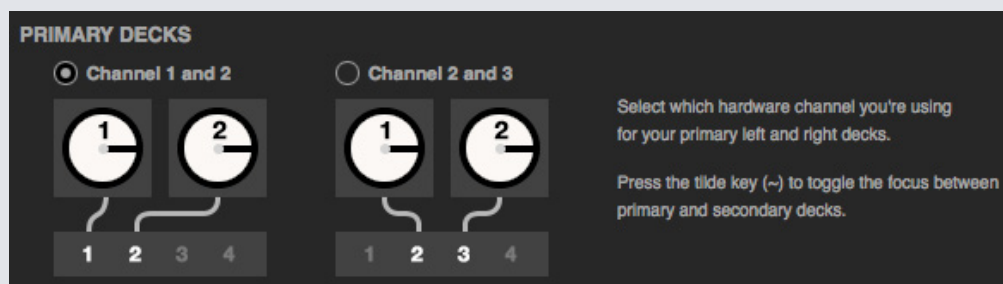 PRIMARY DECKS
Channel 1 and 2
Channel 2 and 3
1 2
1 2
Select which hardware channel you're using
for your primary left and right decks.
Press the tilde key (~) to toggle the focus between
primary and secondary decks.
1 2 3 4
1 2 3 4